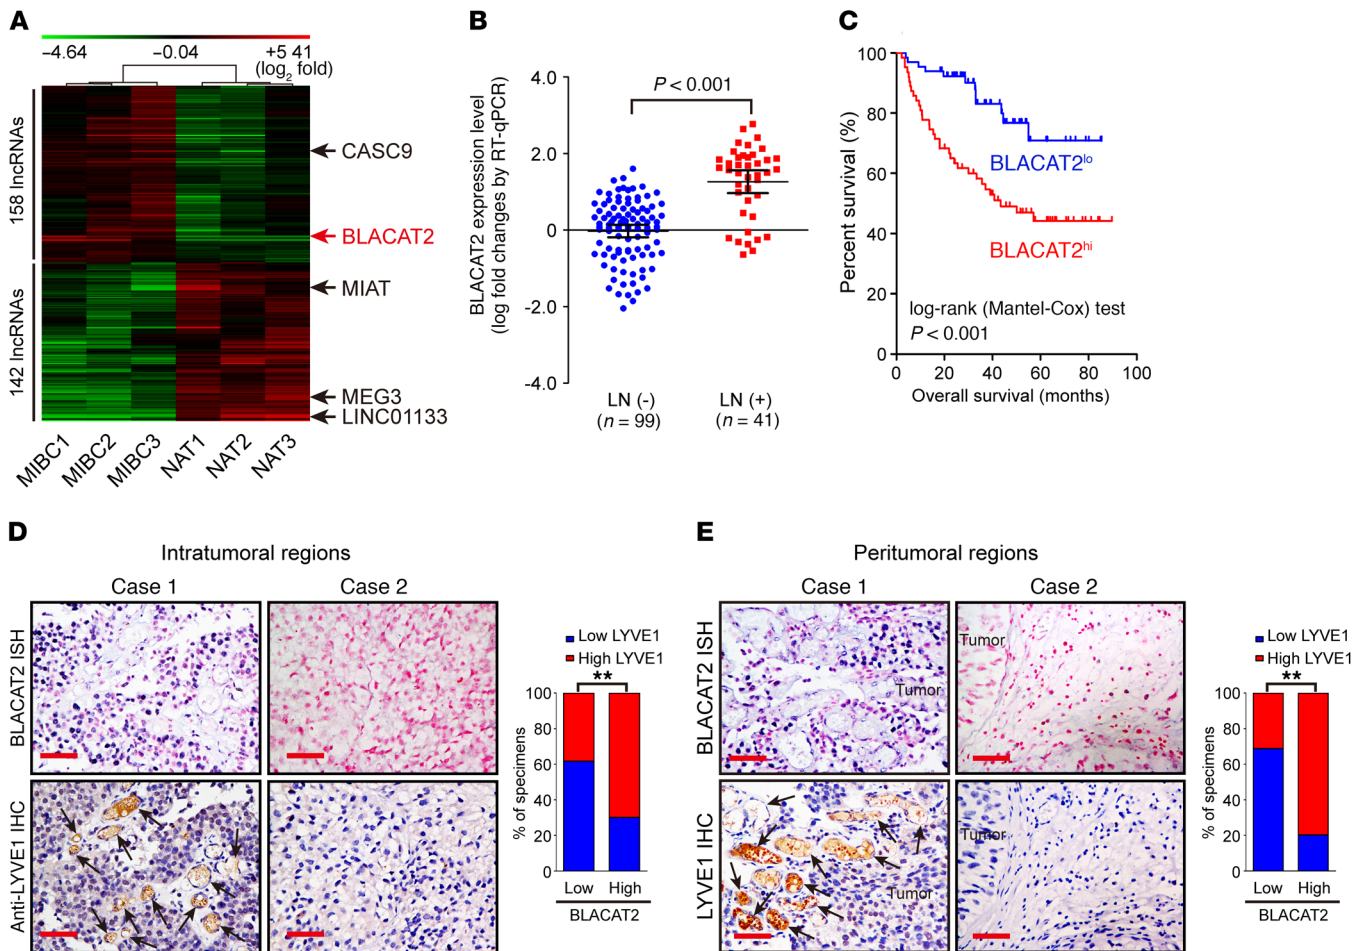 A
−4.64 −0.04 +5 41
(log2 fold)
158 lncRNAs
142 lncRNAs
CASC9
BLACAT2
MIAT
MEG3
LINC01133
MIBC1 MIBC2 MIBC3 NAT1 NAT2 NAT3
B
BLACAT2 expression level
(log fold changes by RT-qPCR)
4.0
2.0
0
-2.0
-4.0
P < 0.001
LN (-) LN (+)
(n = 99) (n = 41)
C
Percent survival (%)
100
80
60
40
20
0
BLACAT2lo
BLACAT2hi
log-rank (Mantel-Cox) test
P < 0.001
0 20 40 60 80 100
Overall survival (months)
D
Intratumoral regions
Case 1 Case 2
BLACAT2 ISH
Anti-LYVE1 IHC
Low LYVE1
High LYVE1
**
% of specimens
100
80
60
40
20
0
Low High
BLACAT2
E
Peritumoral regions
Case 1 Case 2
BLACAT2 ISH
Tumor
Tumor
LYVE1 IHC
Tumor
Tumor
Low LYVE1
High LYVE1
**
% of specimens
100
80
60
40
20
0
Low High
BLACAT2